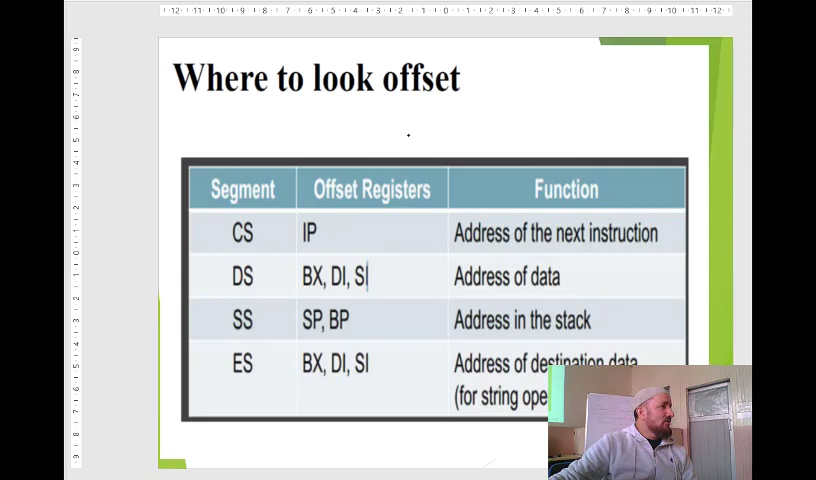 Where to look offset
Segment Offset Registers Function
CS IP Address of the next instruction
DS BX, DI, SI Address of data
SS SP, BP Address in the stack
ES BX, DI, SI Address of destination data
(for string ope